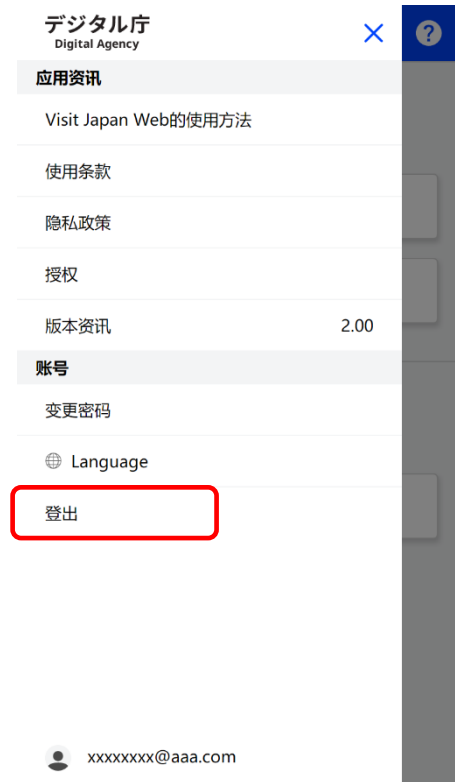 デジタル庁
Digital Agency
应用资讯
Visit Japan Web的使用方法
使用条款
隐私政策
授权
版本资讯 2.00
账号
变更密码
Language
登出
xxxxxxxx@aaa.com